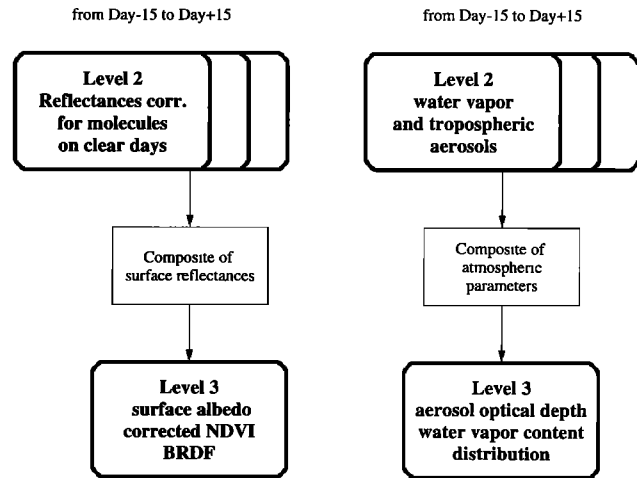 from Day-15 to Day+15
Level 2
Reflectances corr.
for molecules
on clear days
Composite of
surface reflectances
Level 3
surface albedo
corrected NDVI
BRDF
from Day-15 to Day+15
Level 2
water vapor
and tropospheric
aerosols
Composite of
atmospheric
parameters
Level 3
aerosol optical depth
water vapor content
distribution